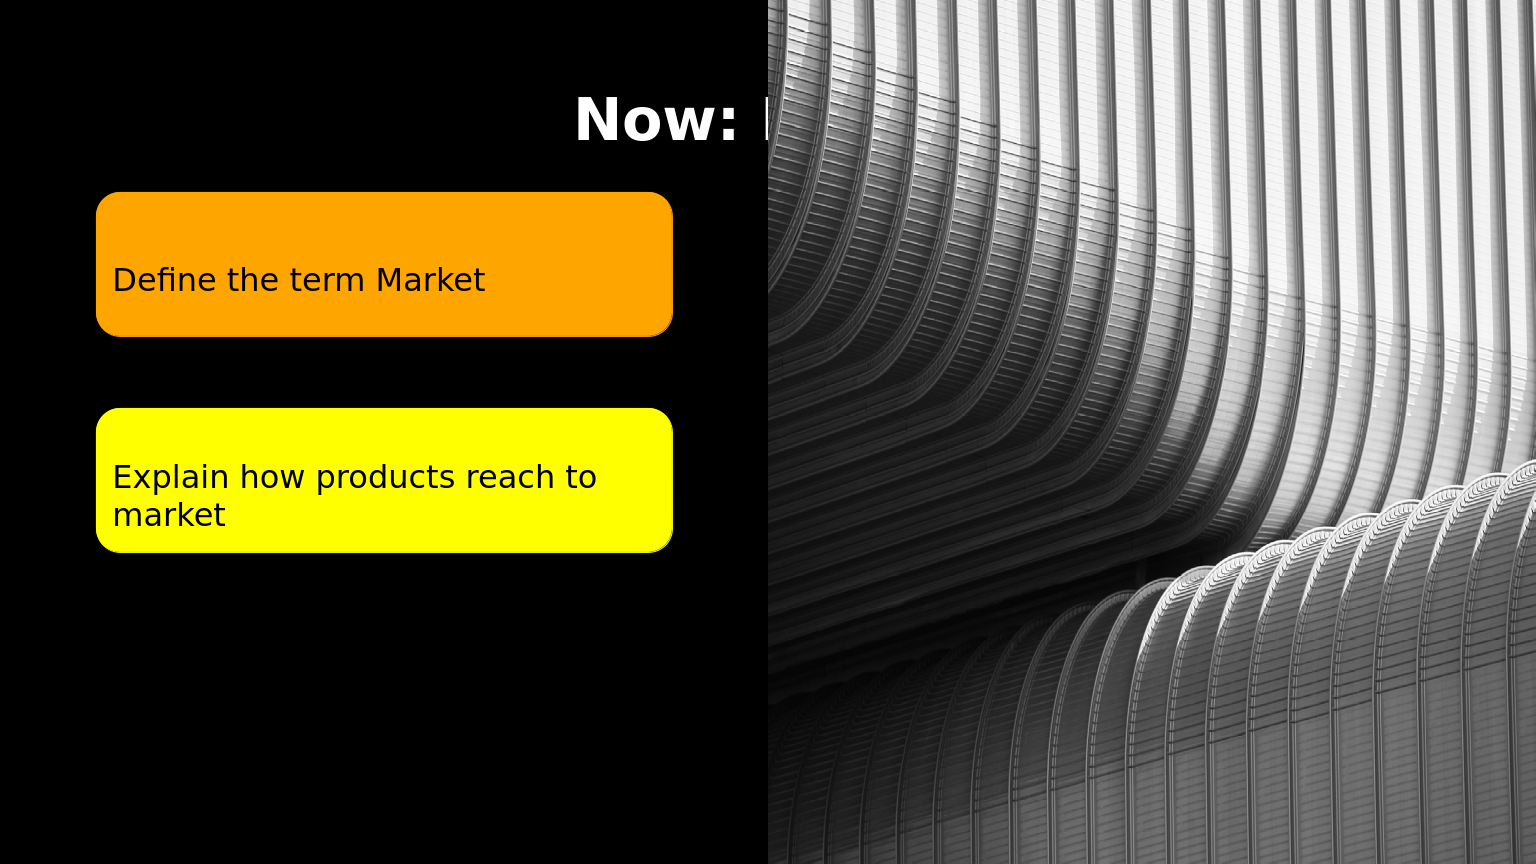 Now:
Define the term Market
Explain how products reach to
market